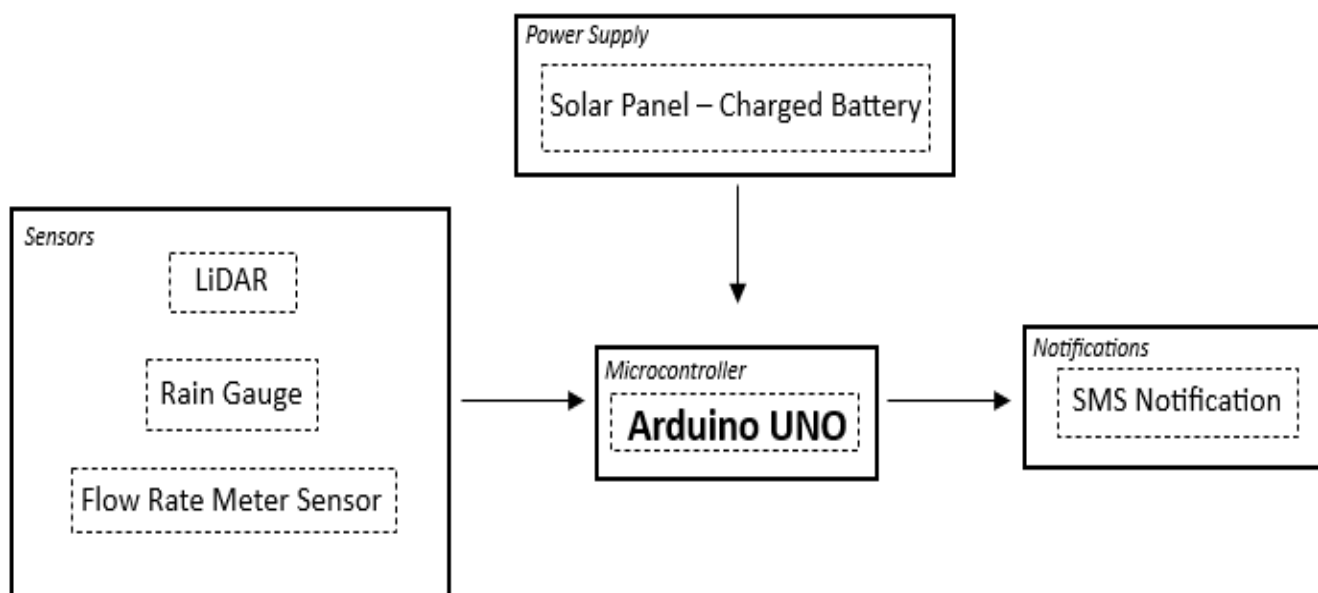 Power Supply
Solar Panel – Charged Battery
Sensors
LiDAR
Rain Gauge
Flow Rate Meter Sensor
Microcontroller
Arduino UNO
Notifications
SMS Notification